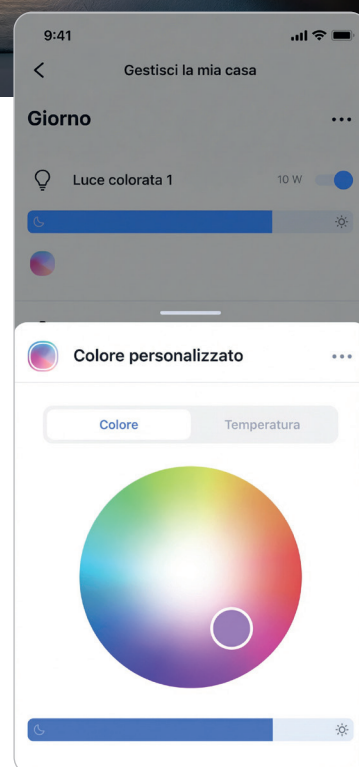 9:41
Gestisci la mia casa
Giorno
Luce colorata 1 10 W
Colore personalizzato
Colore Temperatura